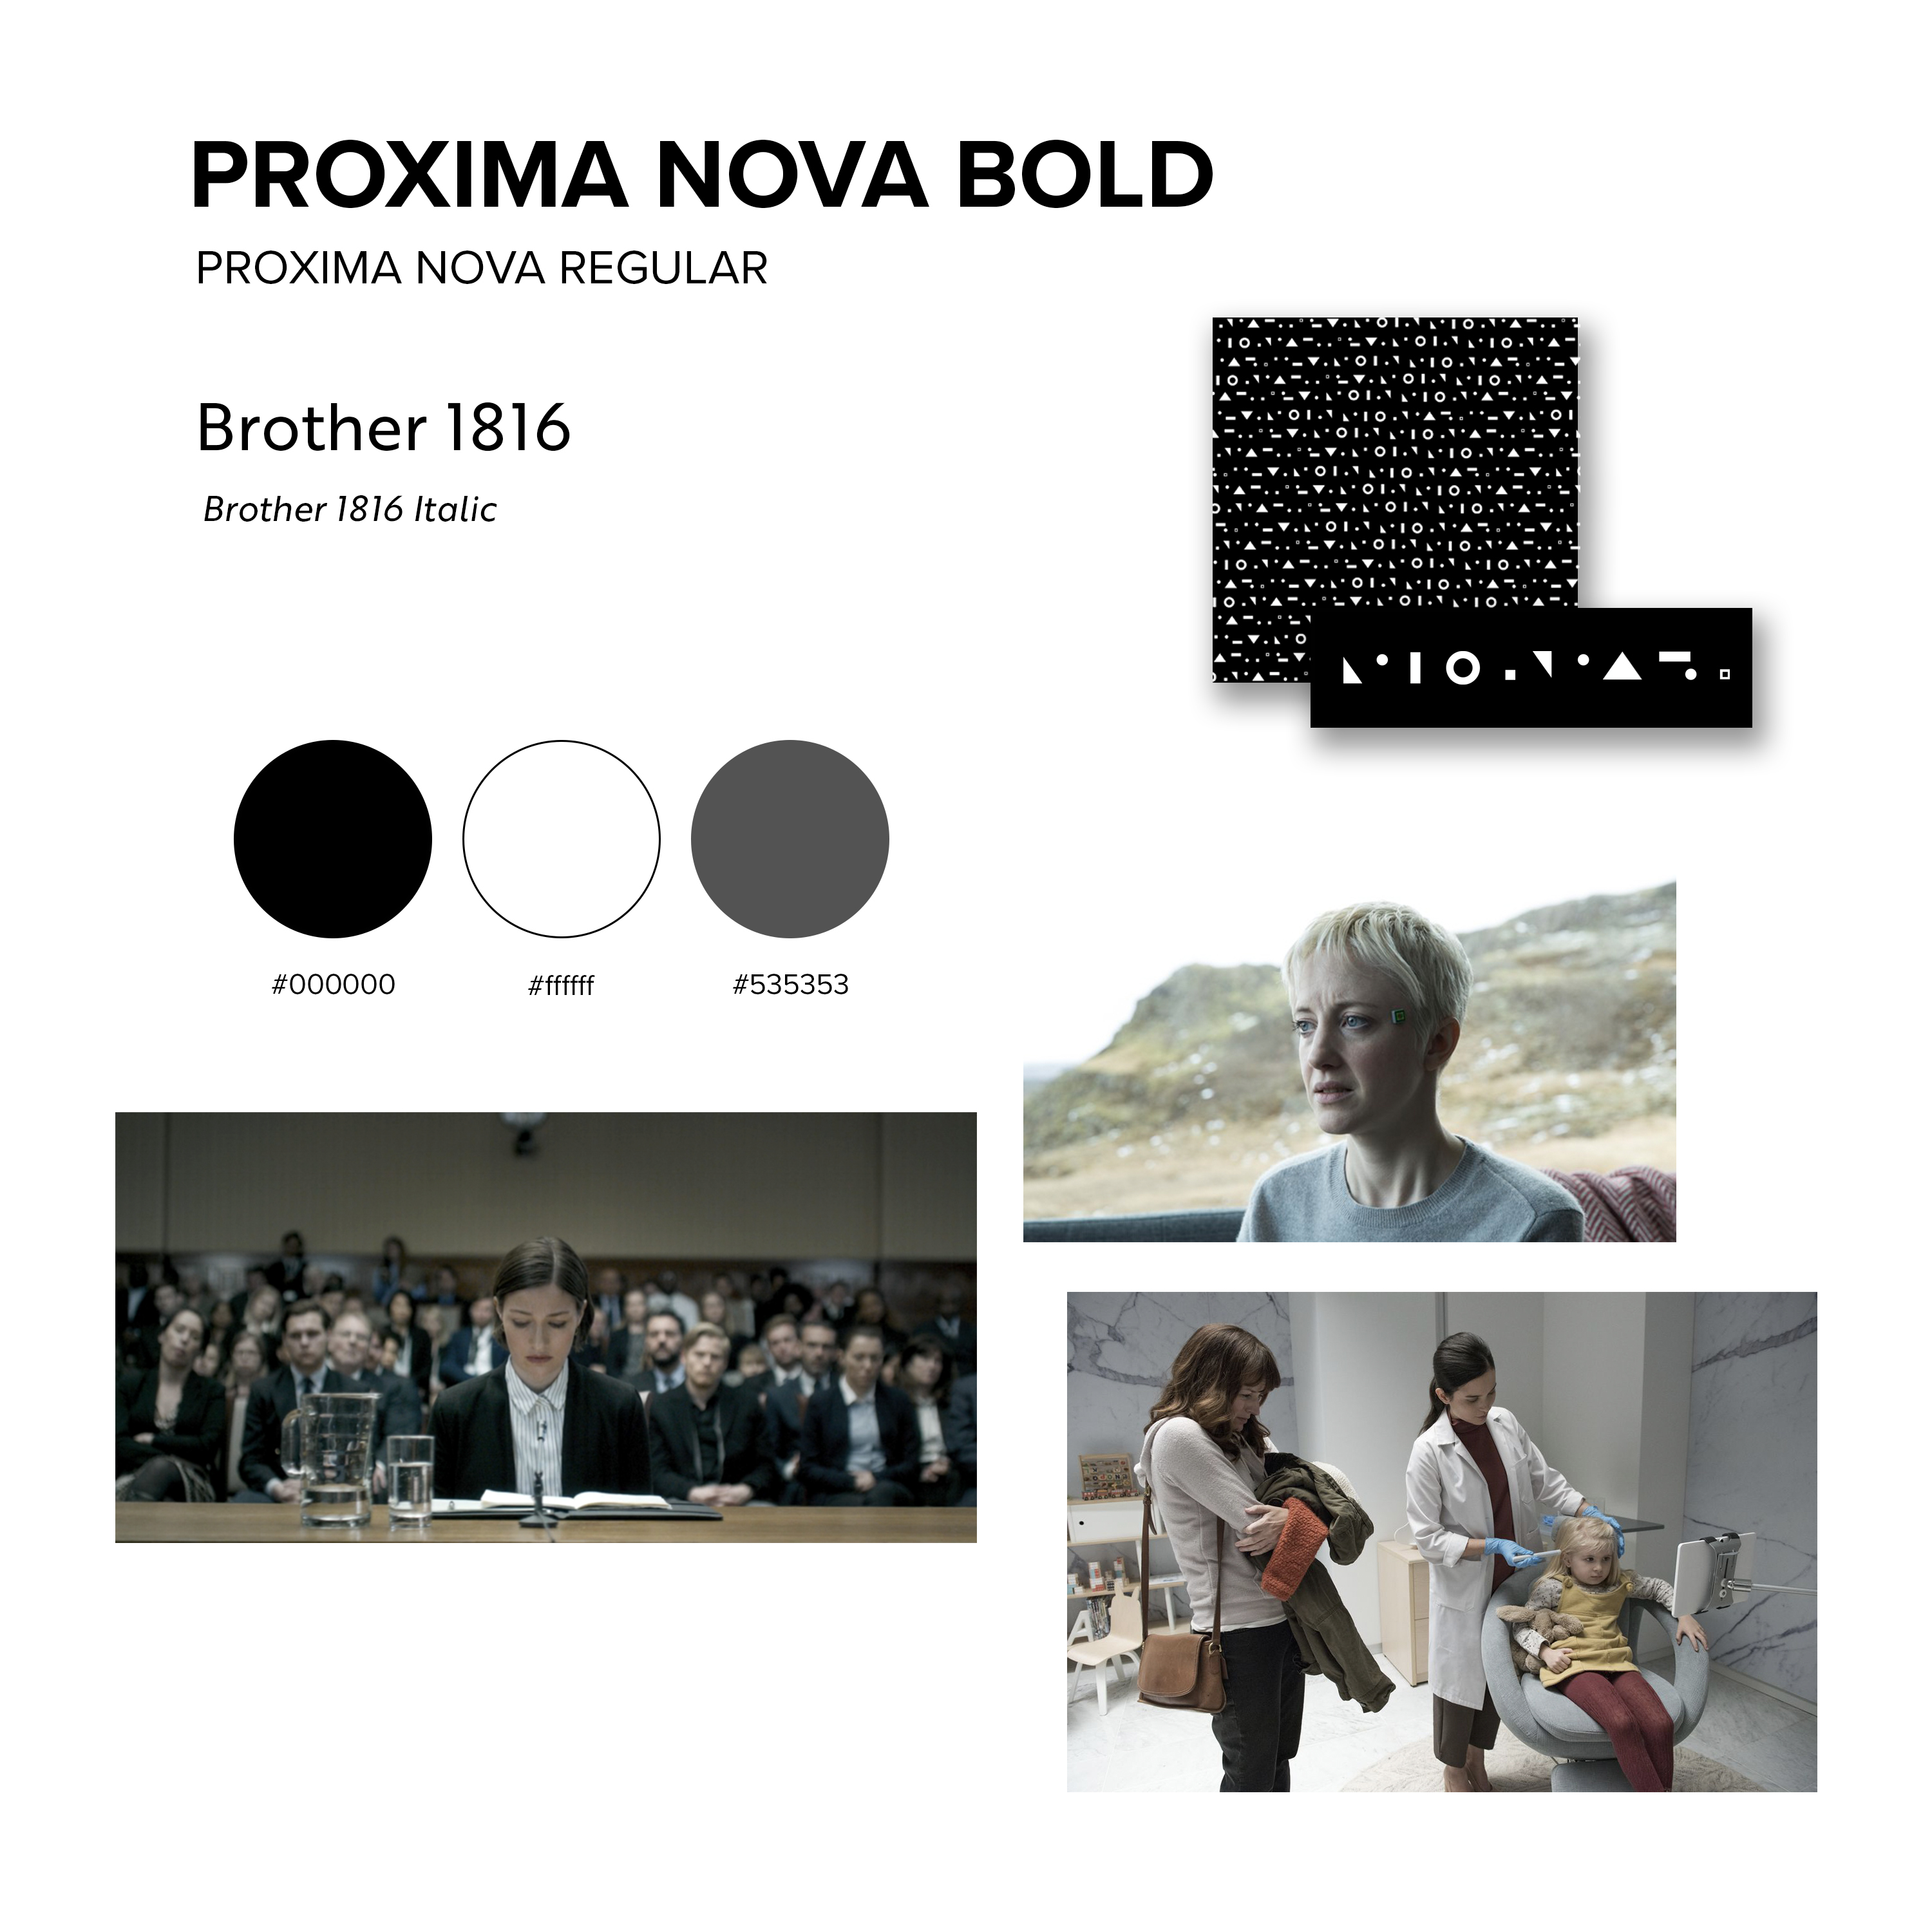 PROXIMA NOVA BOLD
PROXIMA NOVA REGULAR
Brother 1816
Brother 1816 Italic
#000000
#ffffff
#535353